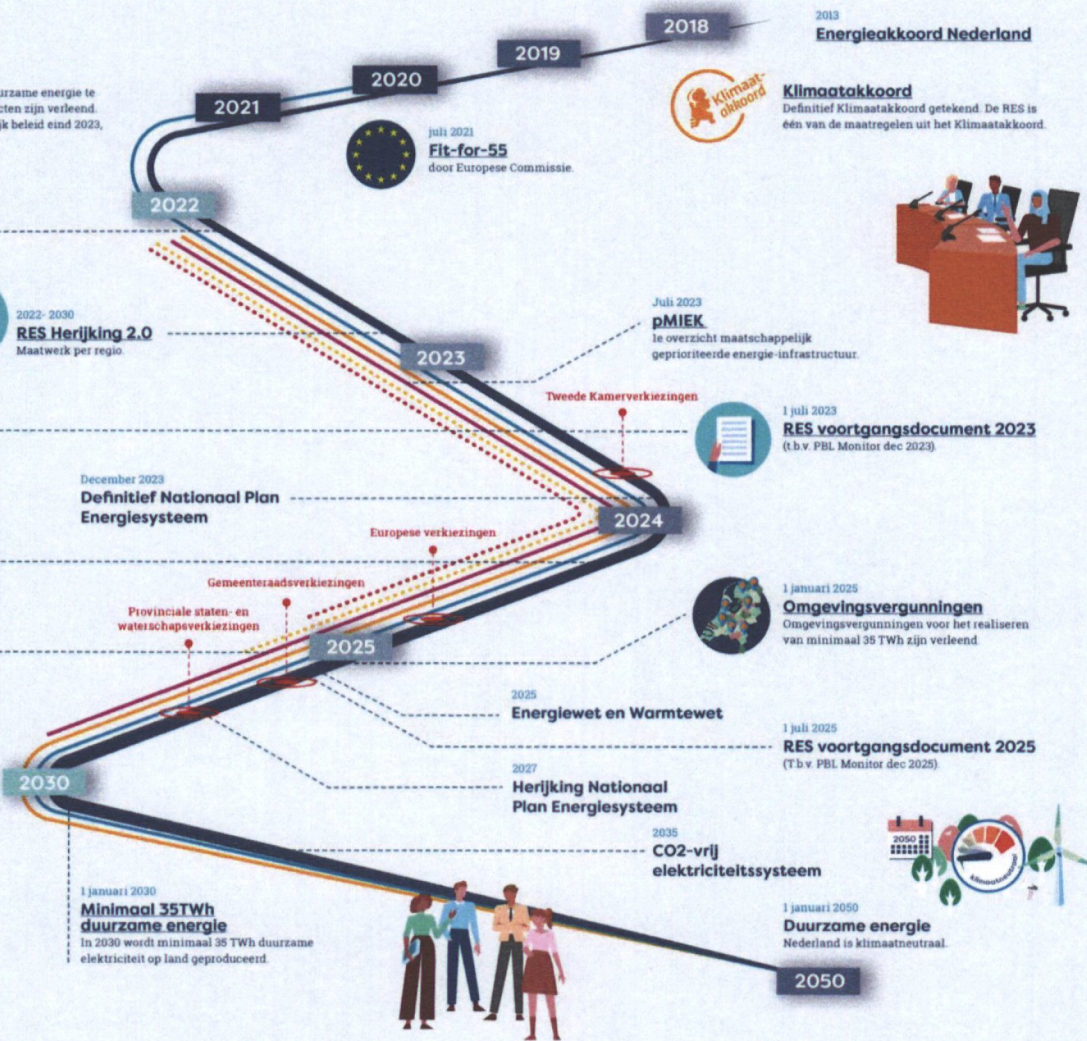 2018
2019
2020
2021
2013
Energieakkoord Nederland
Klimaat-
akkoord
Klimaatakkoord
Definitief Klimaatakkoord getekend. De RES is
één van de maatregelen uit het Klimaatakkoord.
urzame energie te
cten zijn verleend.
jk beleid eind 2023,
juli 2021
Fit-for-55
door Europese Commissie.
2022
2022- 2030
RES Herijking 2.0
Maatwerk per regio.
Juli 2023
pMIEK
1e overzicht maatschappelijk
geprioriteerde energie-infrastructuur.
2023
Tweede Kamerverkiezingen
1 juli 2023
RES voortgangsdocument 2023
(t.b.v. PBL Monitor dec 2023).
December 2023
Definitief Nationaal Plan
Energiesysteem
2024
Europese verkiezingen
Gemeenteraadsverkiezingen
Provinciale staten- en
waterschapsverkiezingen
1 januari 2025
Omgevingsvergunningen
Omgevingsvergunningen voor het realiseren
van minimaal 35 TWh zijn verleend.
2025
2025
Energiewet en Warmtewet
1 juli 2025
RES voortgangsdocument 2025
(T.b.v. PBL Monitor dec 2025).
2027
Herijking Nationaal
Plan Energiesysteem
2030
2035
CO2-vrij
elektriciteitssysteem
2050
klimaatneutraal
1 januari 2030
Minimaal 35TWh
duurzame energie
In 2030 wordt minimaal 35 TWh duurzame
elektriciteit op land geproduceerd.
1 januari 2050
Duurzame energie
Nederland is klimaatneutraal.
2050